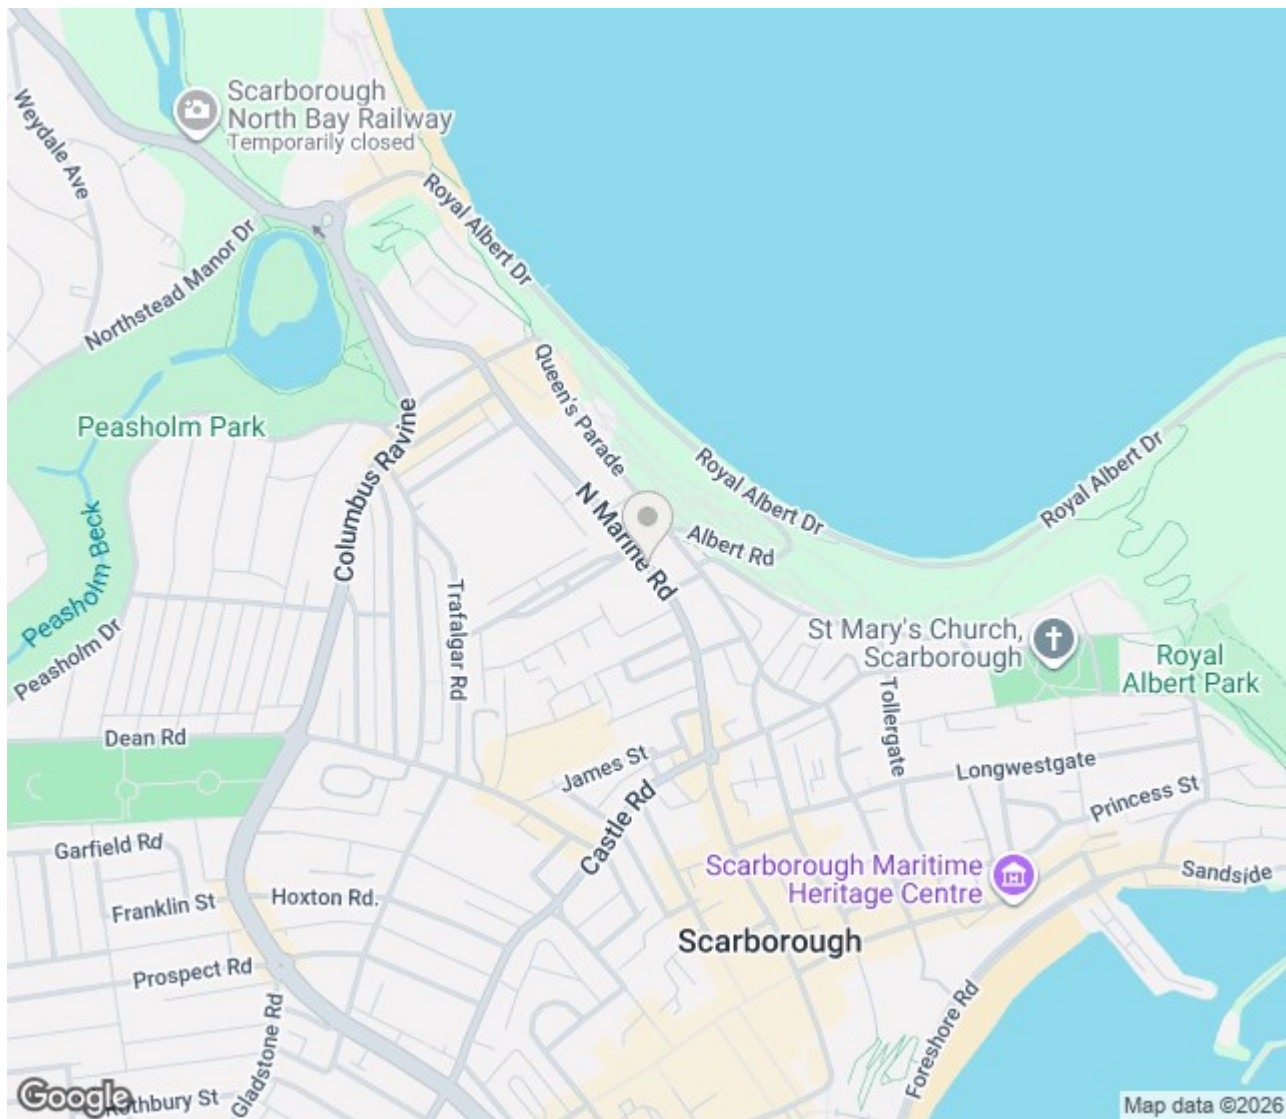 Scarborough
North Bay Railway
Temporarily closed
Weydale Ave
Royal Albert Dr
Northstead Manor Dr
Queen's Parade
Peasholm Park
Columbus Ravine
Royal Albert Dr
Royal Albert Dr
N Marine Rd
Albert Rd
Peasholm Beck
Trafalgar Rd
St Mary's Church,
Scarborough
Royal
Albert Park
Peasholm Dr
Tollergate
Dean Rd
James St
Longwestgate
Princess St
Castle Rd
Garfield Rd
Scarborough Maritime
Heritage Centre
Sandside
Franklin St
Hoxton Rd.
Scarborough
Prospect Rd
Gladstone Rd
Foreshore Rd
Google
Map data ©2026